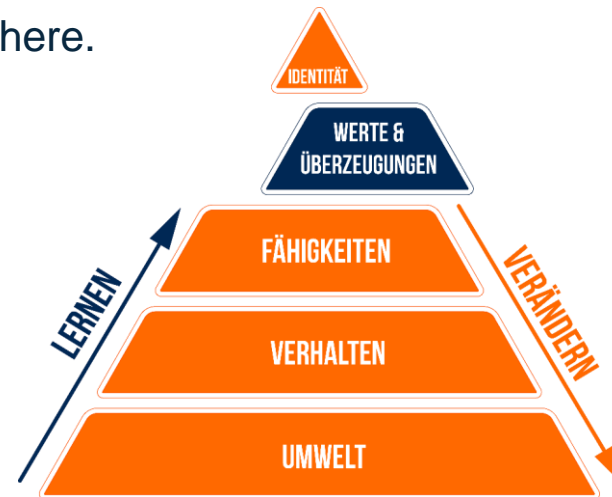 here.
IDENTITÄT
WERTE &
ÜBERZEUGUNGEN
FÄHIGKEITEN
LERNEN
VERÄNDERN
VERHALTEN
UMWELT